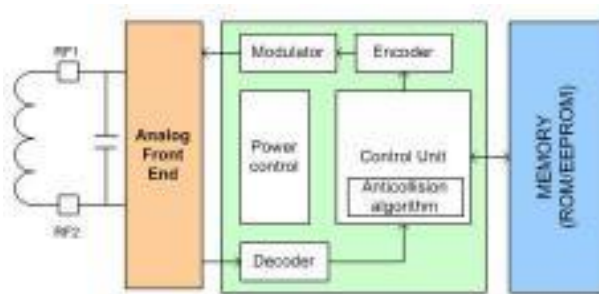 RF1
RF2
Analog
Front
End
Modulator
Encoder
Power
control
Control Unit
Anticollision
algorithm
Decoder
MEMORY
(ROM/EEPROM)